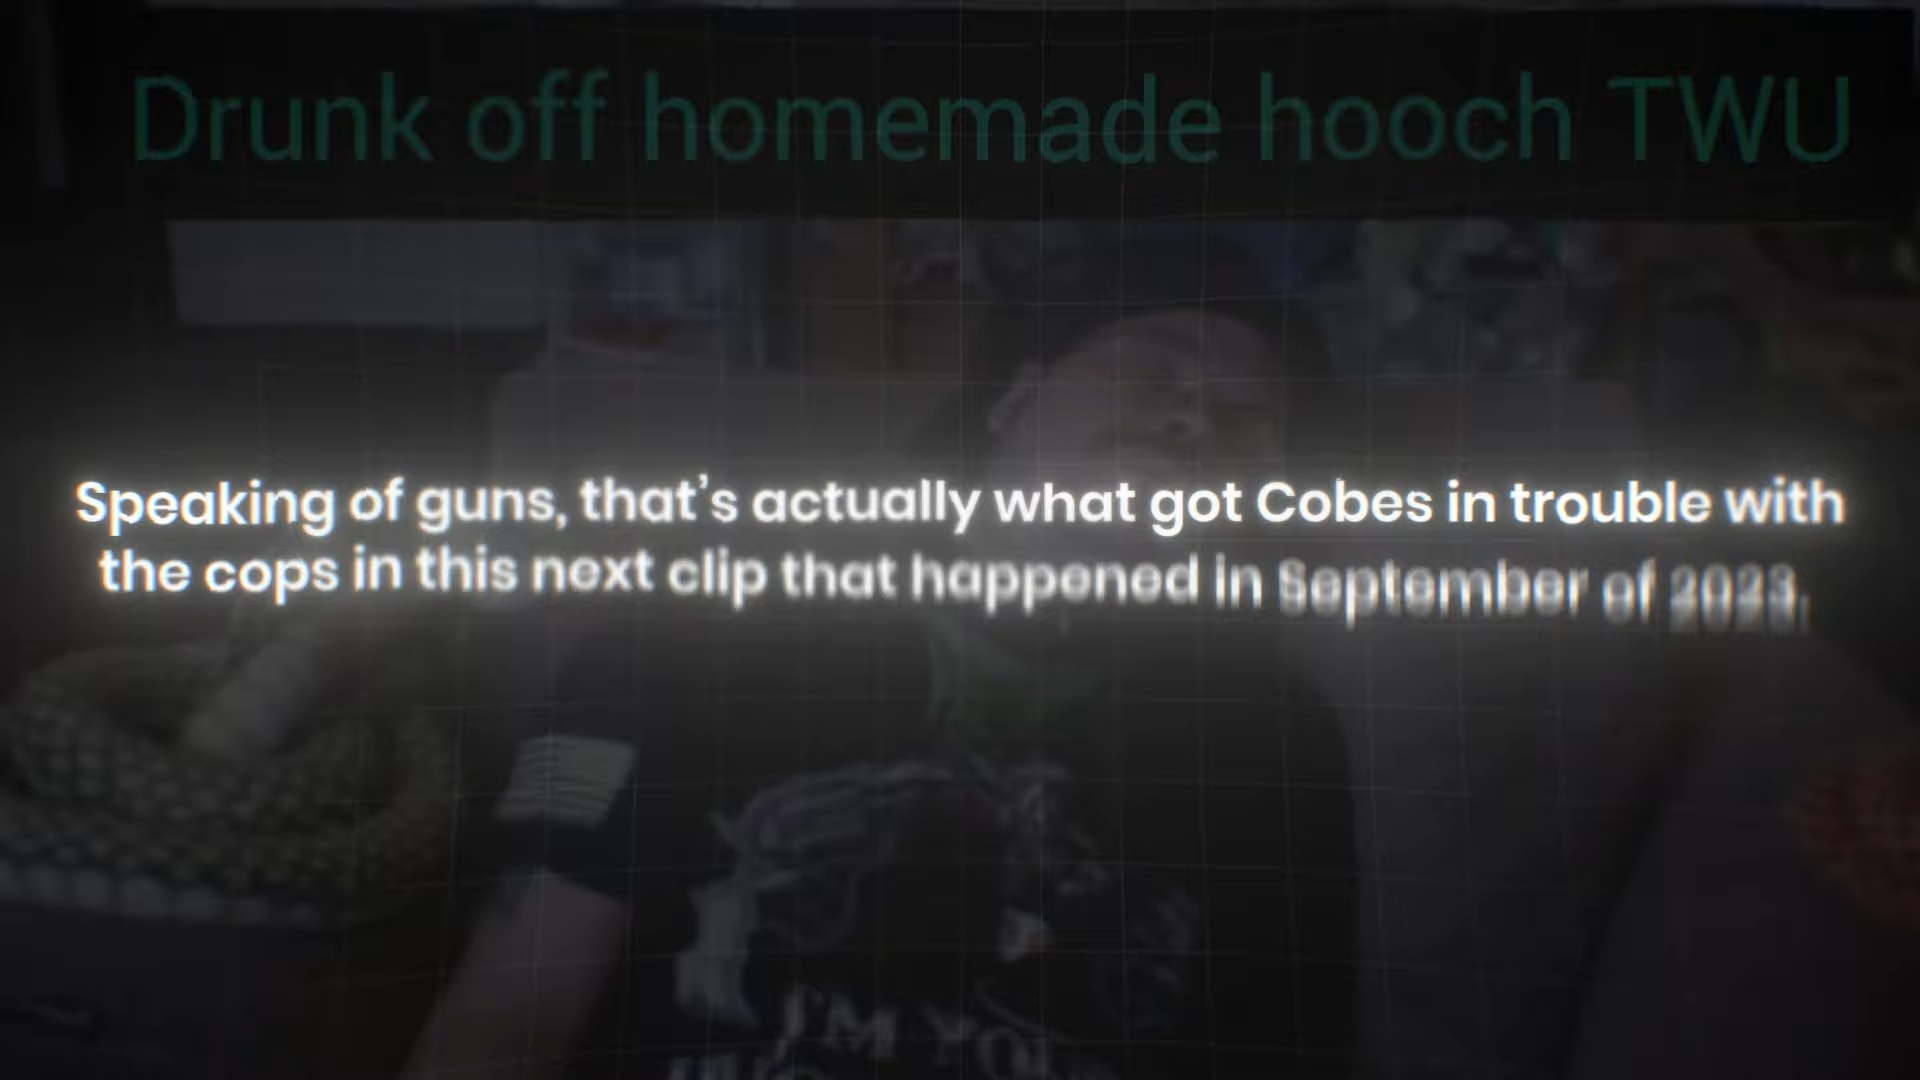 Drunk off homemade hooch TWU
Speaking of guns, that's actually what got Cobes in trouble with
the cops in this next clip that happened in September of 2023.
I'M YOUR